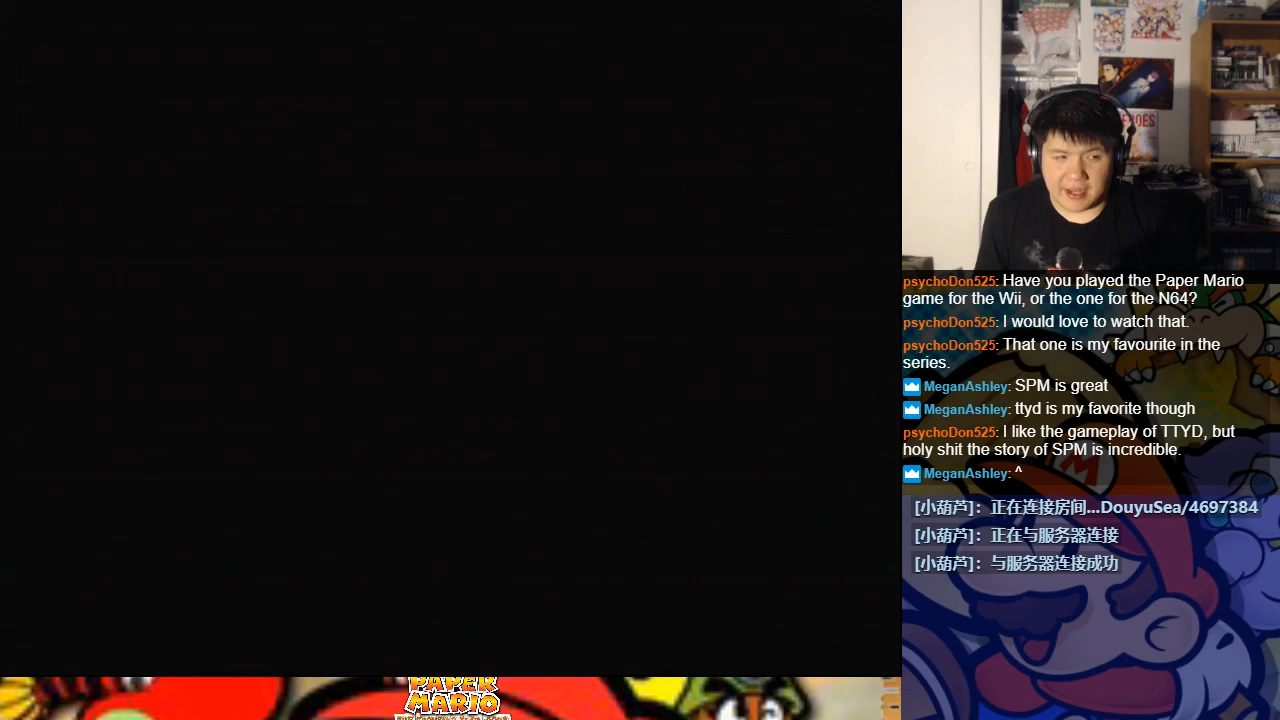 EROES
psychoDon525: Have you played the Paper Mario
game for the Wii, or the one for the N64?
psychoDon525: I would love to watch that.
psychoDon525: That one is my favourite in the
series.
MeganAshley: SPM is great
MeganAshley: ttyd is my favorite though
psychoDon525: I like the gameplay of TTYD, but
holy shit the story of SPM is incredible.
MeganAshley: ^
[小葫芦]：正在连接房间...DouyuSea/4697384
[小葫芦]：正在与服务器连接
[小葫芦]：与服务器连接成功
PAPER
MARIO